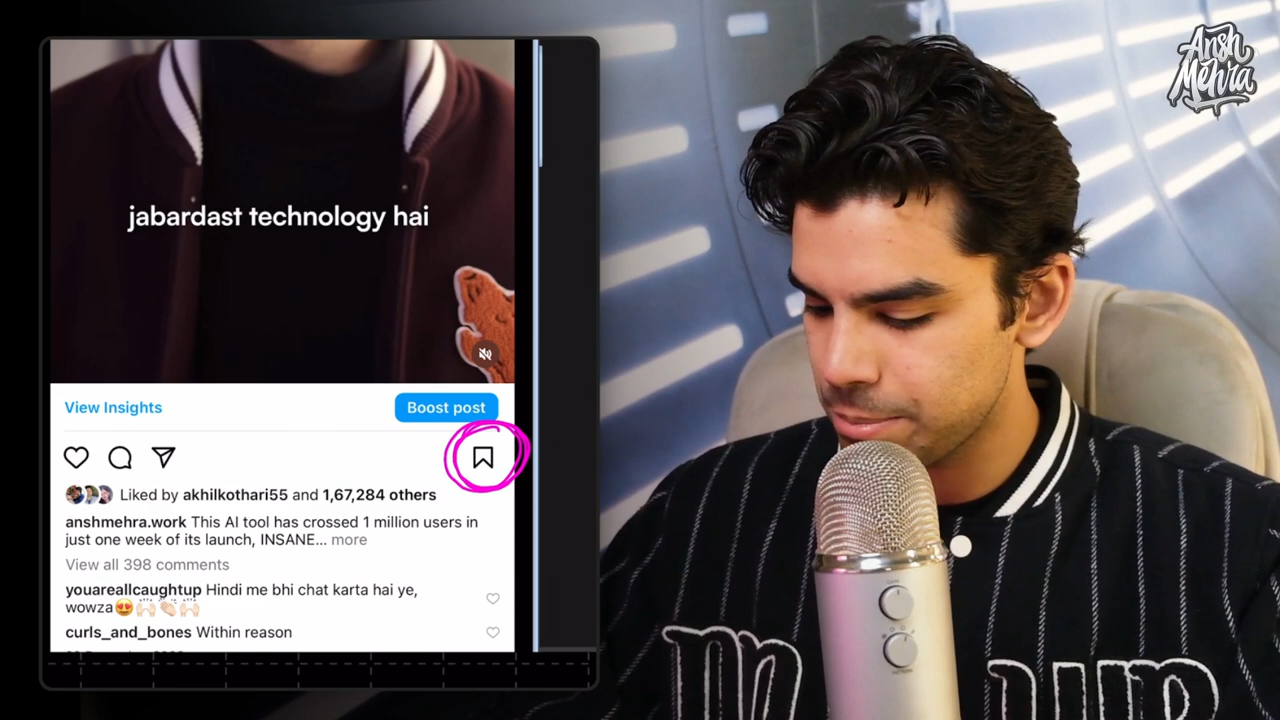 Ansh
Mehra
jabardast technology hai
View Insights
Boost post
Liked by akhilkothari55 and 1,67,284 others
anshmehra.work This AI tool has crossed 1 million users in
just one week of its launch, INSANE... more
View all 398 comments
youareallcaughtup Hindi me bhi chat karta hai ye,
wowza😍🙌🏻👏🏻🙌🏻
curls_and_bones Within reason